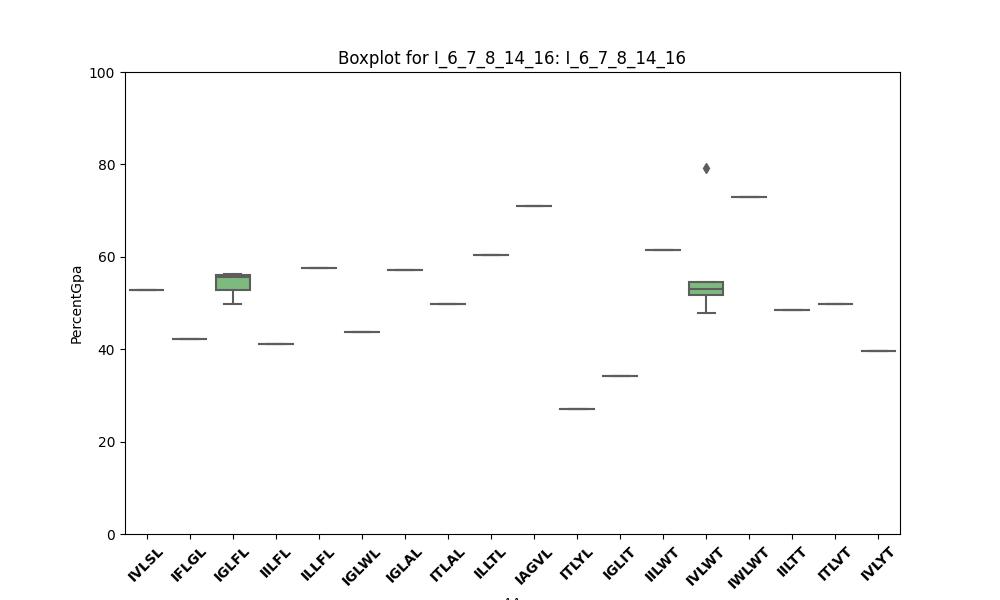 Boxplot for I_6_7_8_14_16: I_6_7_8_14_16
100
80
60
40
20
0
PercentGpa
IVLSL IFLGL IGLFL IILFL ILLFL IGLWL IGLAL ITLAL ILLTL IAGVL ITLYL IGLIT IILWT IVLWT IWLWT IILTT ITLVT IVLYT